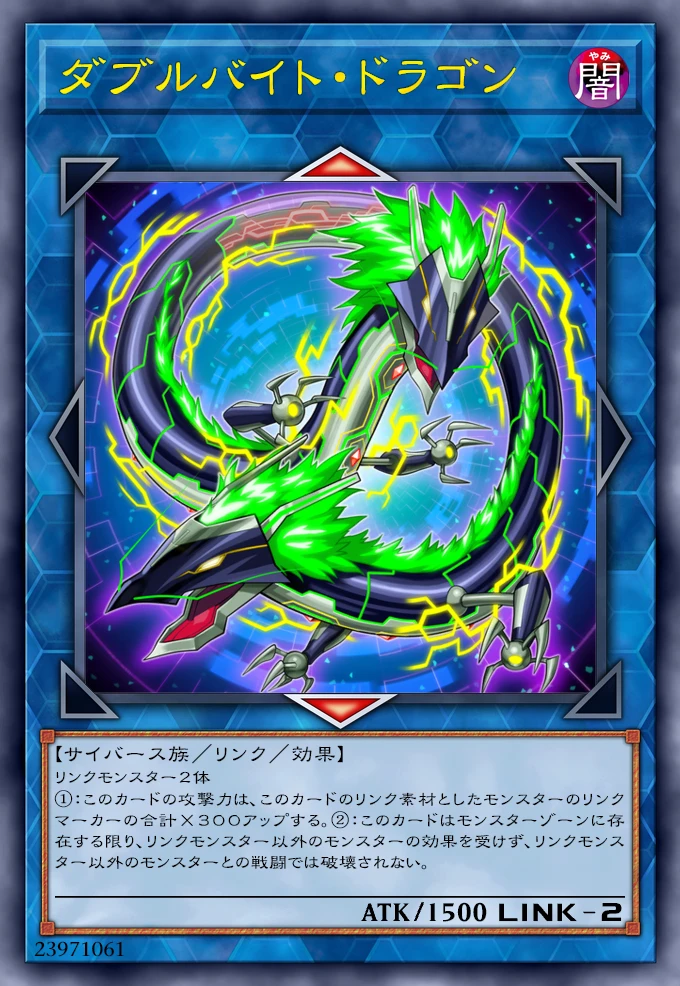 ダブルバイト・ドラゴン
やみ
闇
【サイバース族／リンク／効果】
リンクモンスター２体
①：このカードの攻撃力は、このカードのリンク素材としたモンスターのリンク
マーカーの合計×３００アップする。②：このカードはモンスターゾーンに存
在する限り、リンクモンスター以外のモンスターの効果を受けず、リンクモンス
ター以外のモンスターとの戦闘では破壊されない。
ATK/1500 LINK-2
23971061